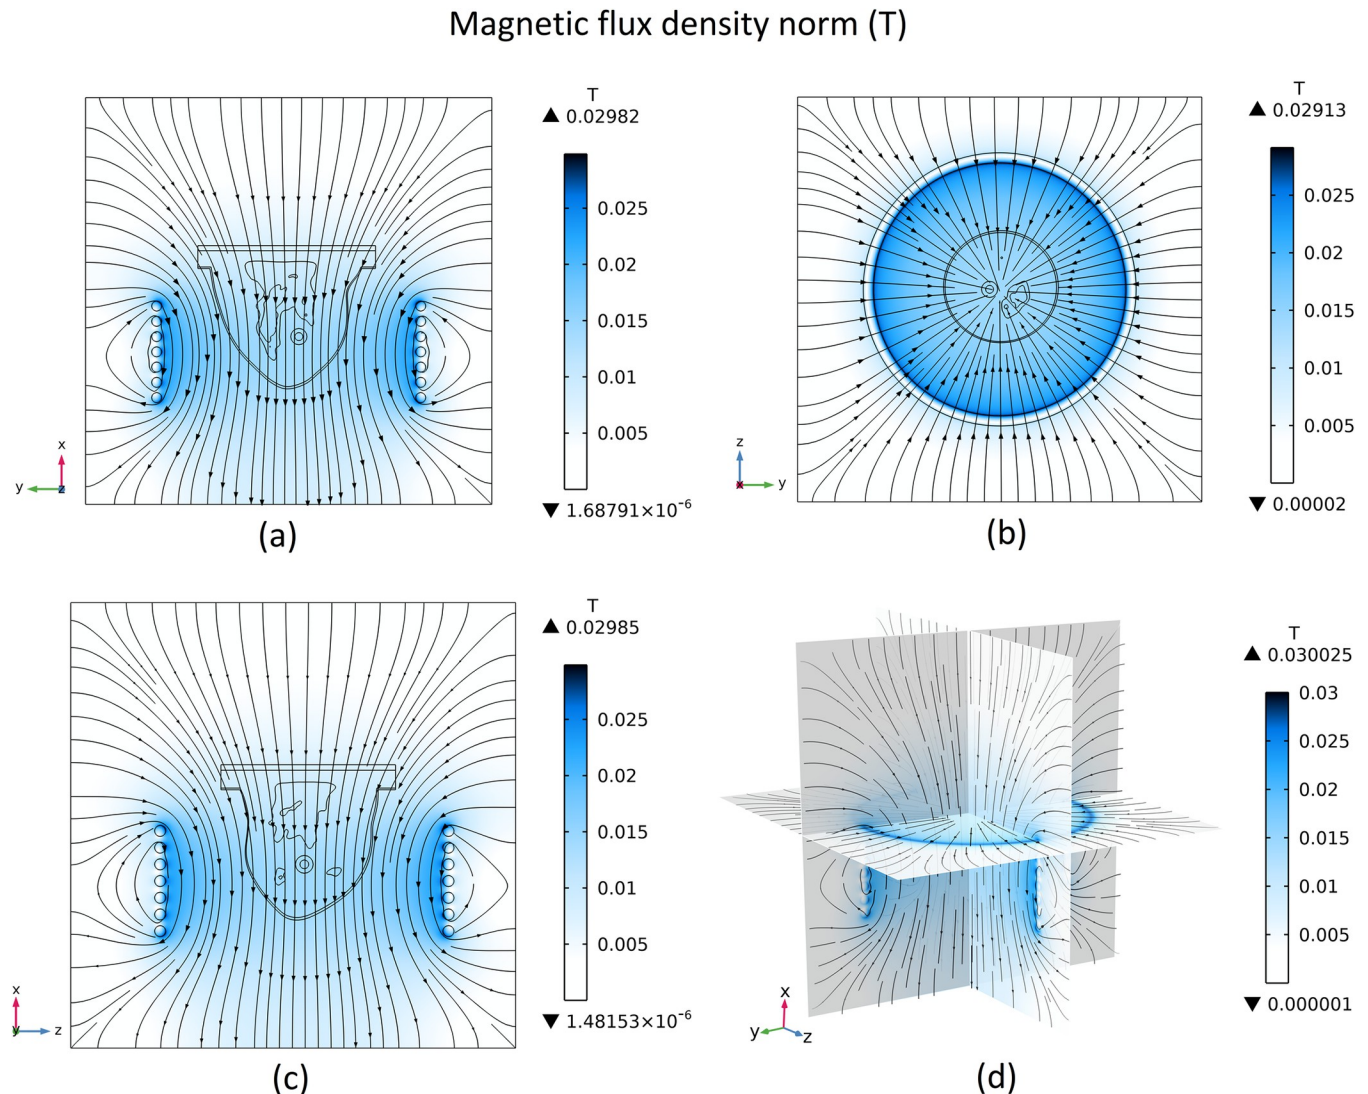 Magnetic flux density norm (T)
T
▲ 0.02982
0.025
0.02
0.015
0.01
0.005
▼ 1.68791×10⁻⁶
x
y
z
(a)
T
▲ 0.02913
0.025
0.02
0.015
0.01
0.005
▼ 0.00002
z
y
x
(b)
T
▲ 0.02985
0.025
0.02
0.015
0.01
0.005
▼ 1.48153×10⁻⁶
x
y
z
(c)
T
▲ 0.030025
0.03
0.025
0.02
0.015
0.01
0.005
▼ 0.000001
x
y
z
(d)